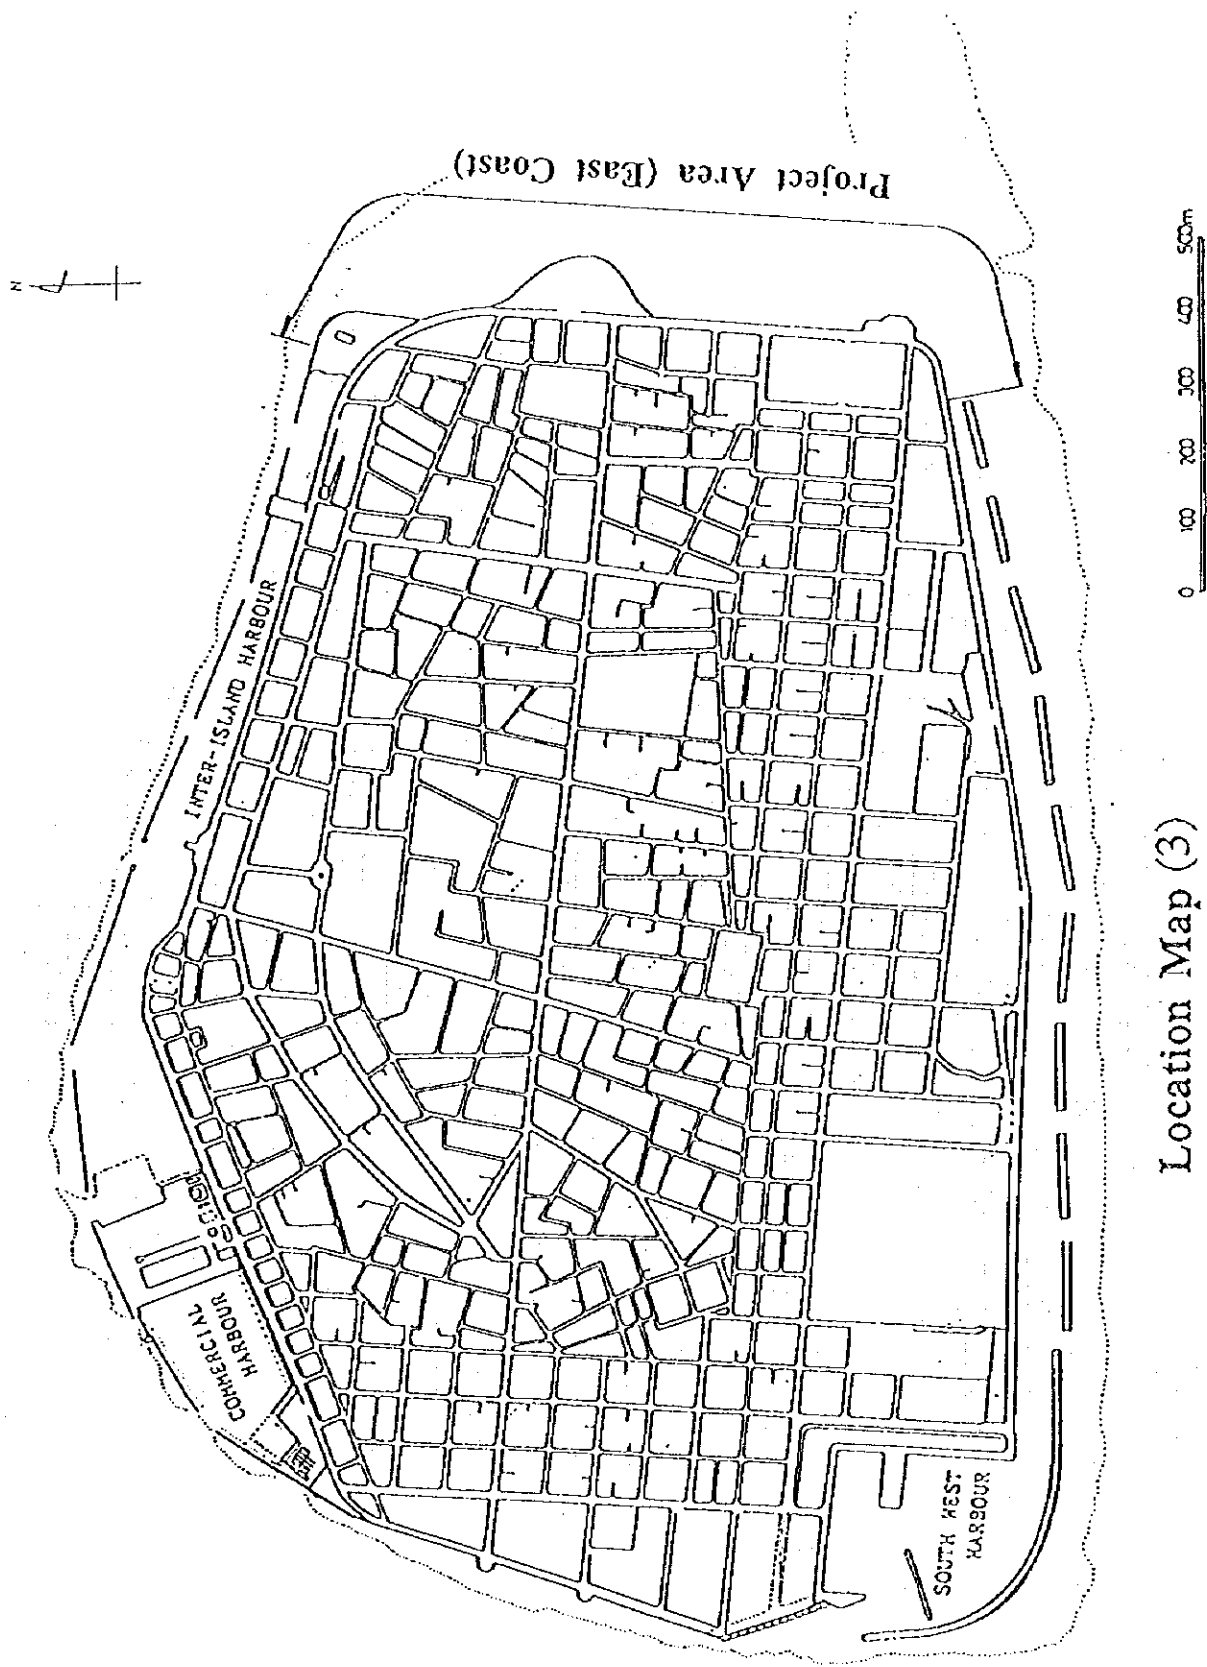 N
Project Area (East Coast)
INTER-ISLAND HARBOUR
COMMERCIAL
HARBOUR
SOUTH WEST
HARBOUR
0 100 200 300 400 500m
Location Map (3)